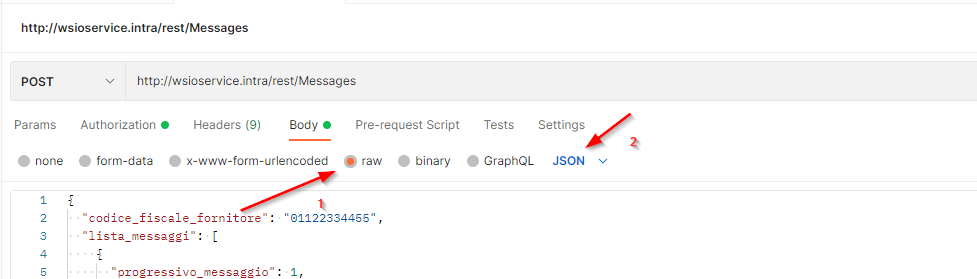 http://wsioservice.intra/rest/Messages
POST http://wsioservice.intra/rest/Messages
Params Authorization Headers (9) Body Pre-request Script Tests Settings
none form-data x-www-form-urlencoded raw binary GraphQL JSON 2
1
1 {
2 "codice_fiscale_fornitore": "01122334455",
3 "lista_messaggi": [
4 {
5 "progressivo_messaggio": 1,